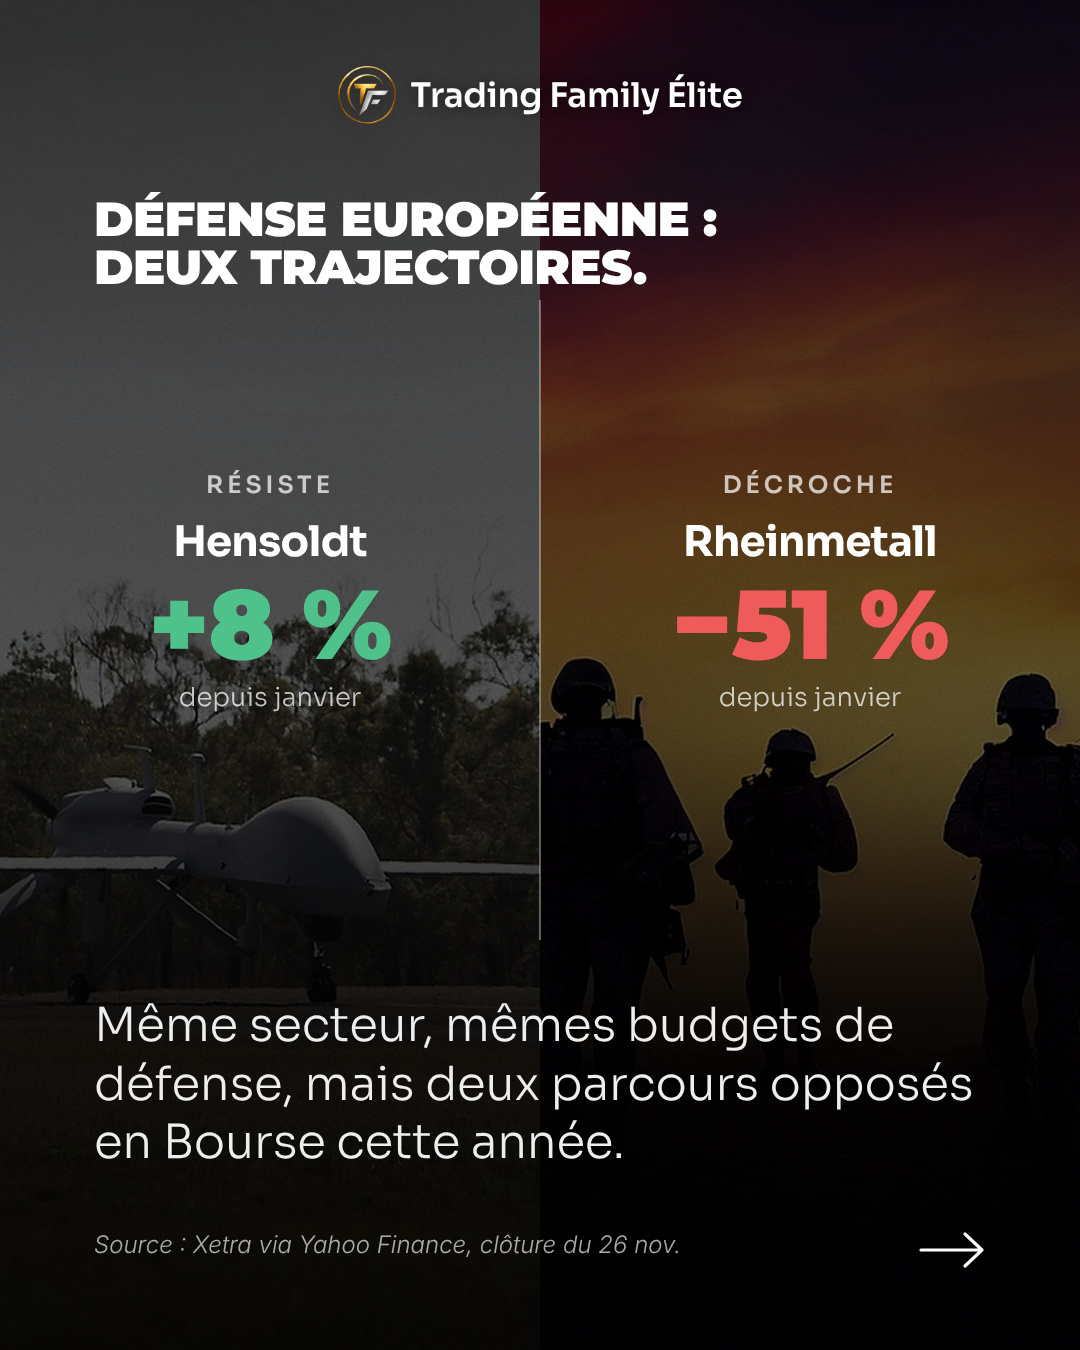 TF Trading Family Élite
DÉFENSE EUROPÉENNE :
DEUX TRAJECTOIRES.
RÉSISTE
Hensoldt
+8 %
depuis janvier
DÉCROCHE
Rheinmetall
−51 %
depuis janvier
Même secteur, mêmes budgets de
défense, mais deux parcours opposés
en Bourse cette année.
Source : Xetra via Yahoo Finance, clôture du 26 nov.